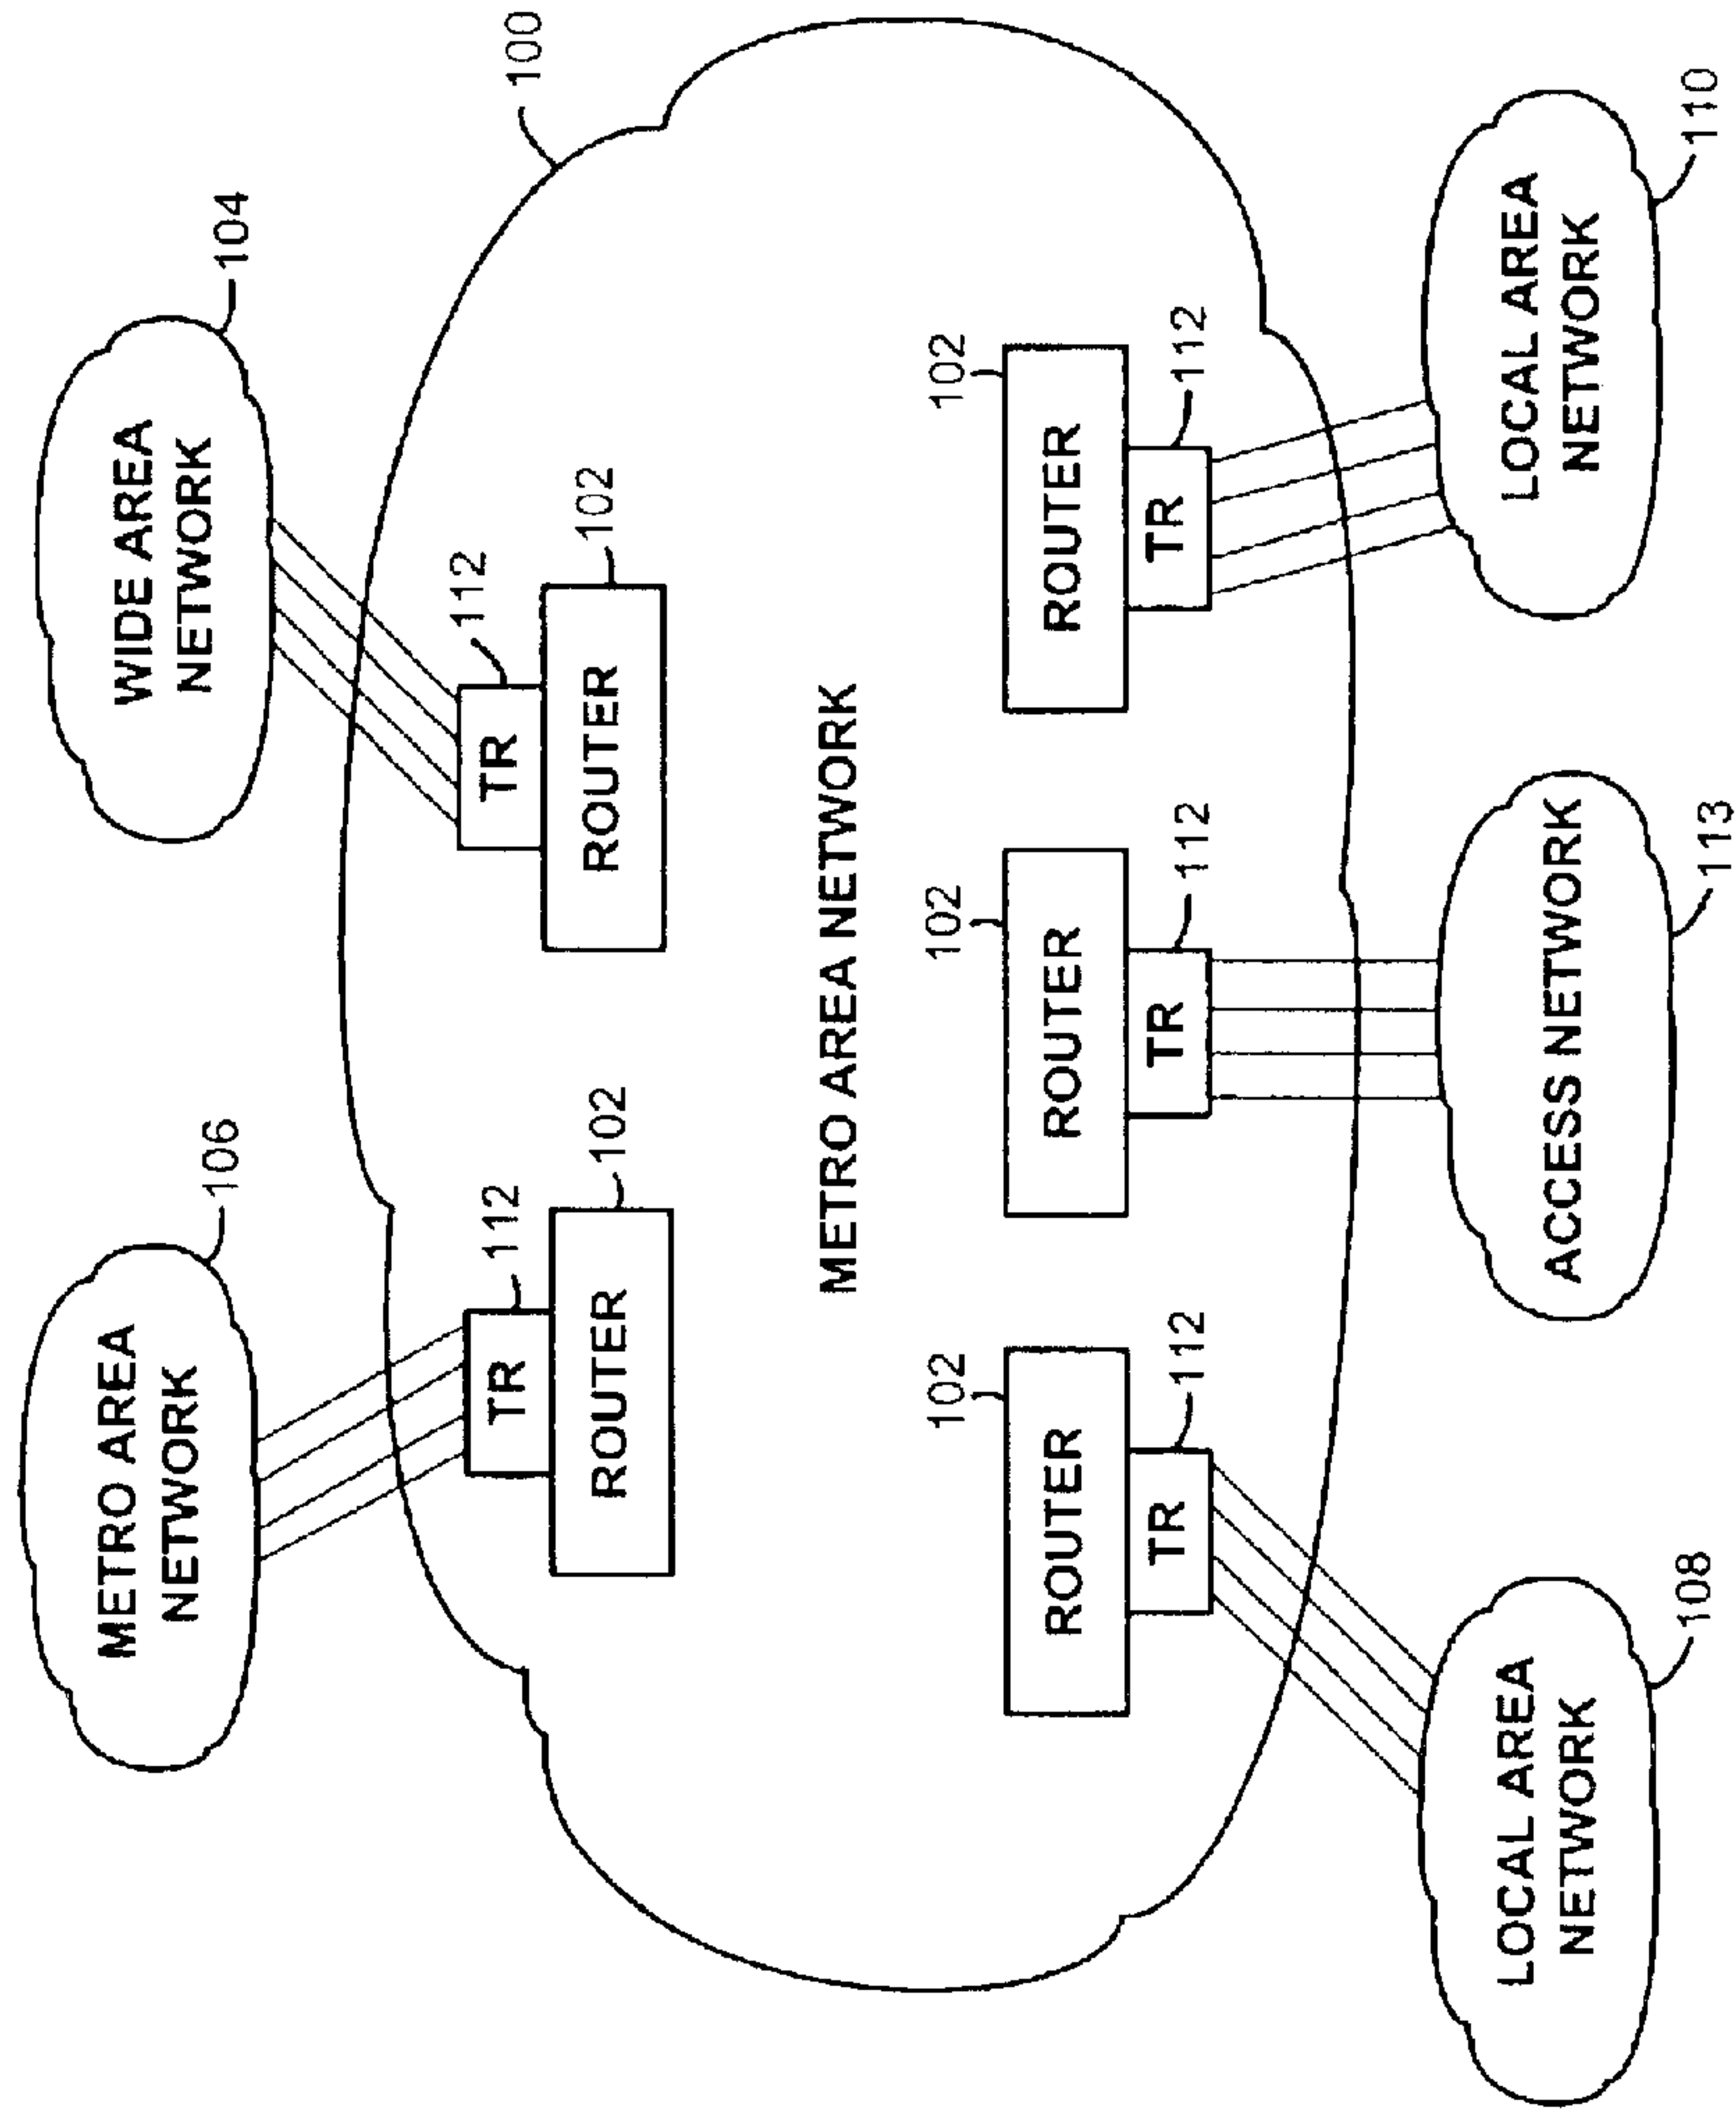 METRO AREA
NETWORK
106
WIDE AREA
NETWORK
104
100
112
TR
ROUTER
102
112
TR
ROUTER
102
METRO AREA NETWORK
102
ROUTER
TR
112
102
ROUTER
TR
112
102
ROUTER
TR
112
LOCAL AREA
NETWORK
108
ACCESS NETWORK
113
LOCAL AREA
NETWORK
110